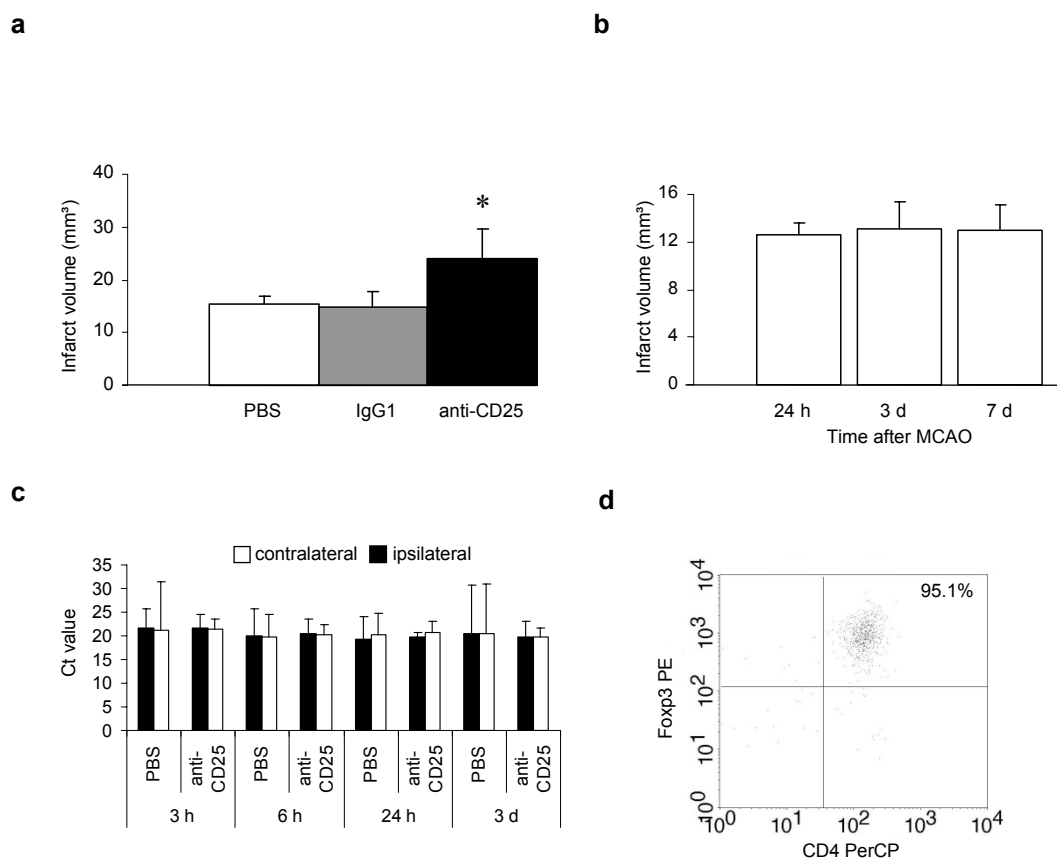 a
Infarct volume (mm³)
40
30
20
10
0
*
PBS IgG1 anti-CD25
b
Infarct volume (mm³)
16
12
8
4
0
24 h 3 d 7 d
Time after MCAO
c
contralateral ipsilateral
Ct value
35
30
25
20
15
10
5
0
PBS
anti-
CD25
PBS
anti-
CD25
PBS
anti-
CD25
PBS
anti-
CD25
3 h 6 h 24 h 3 d
d
Foxp3 PE
10⁴
10³
10²
10¹
10⁰
95.1%
10⁰ 10¹ 10² 10³ 10⁴
CD4 PerCP